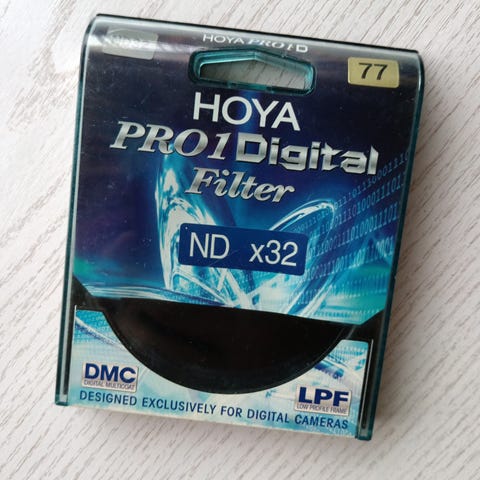 HOYA PRO1D
77
HOYA
PRO1 Digital
Filter
ND x32
DMC
DIGITAL MULTICOAT
LPF
LOW PROFILE FRAME
DESIGNED EXCLUSIVELY FOR DIGITAL CAMERAS